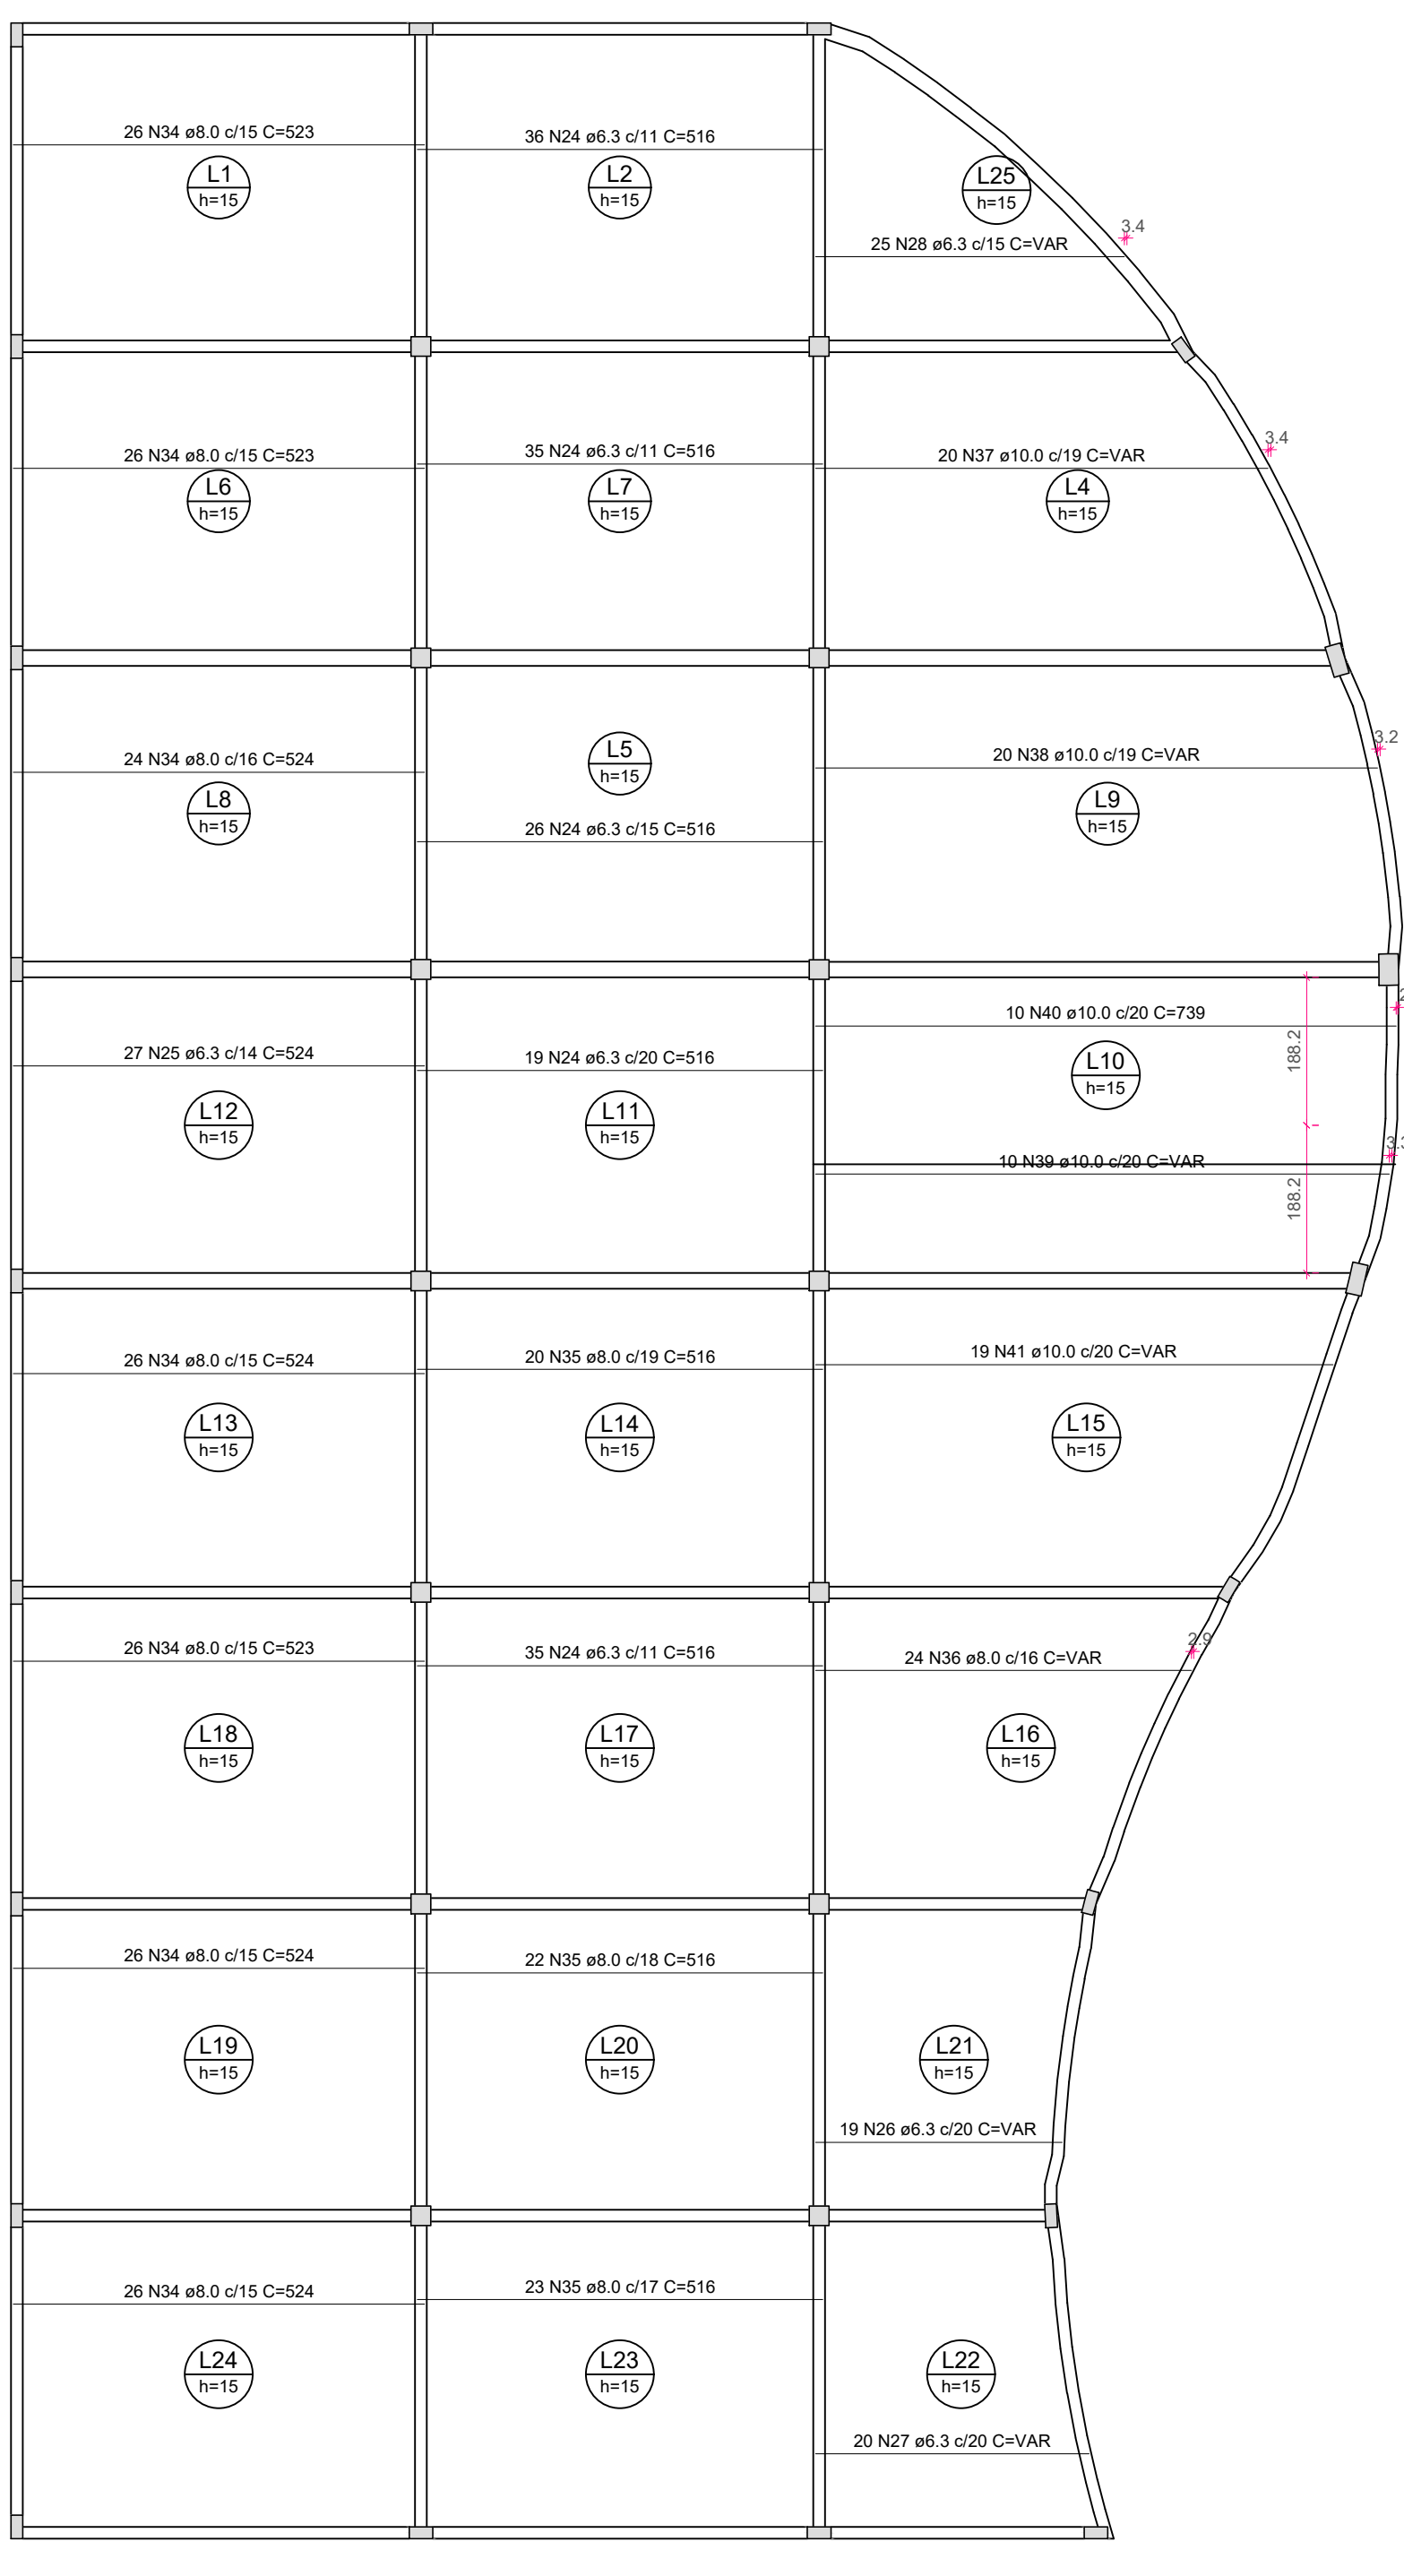 26 N34 ø8.0 c/15 C=523
L1
h=15
36 N24 ø6.3 c/11 C=516
L2
h=15
L25
h=15
25 N28 ø6.3 c/15 C=VAR
3.4
26 N34 ø8.0 c/15 C=523
L6
h=15
35 N24 ø6.3 c/11 C=516
L7
h=15
3.4
20 N37 ø10.0 c/19 C=VAR
L4
h=15
24 N34 ø8.0 c/16 C=524
L8
h=15
L5
h=15
26 N24 ø6.3 c/15 C=516
3.2
20 N38 ø10.0 c/19 C=VAR
L9
h=15
27 N25 ø6.3 c/14 C=524
L12
h=15
19 N24 ø6.3 c/20 C=516
L11
h=15
10 N40 ø10.0 c/20 C=739
L10
h=15
188.2
10 N39 ø10.0 c/20 C=VAR
188.2
26 N34 ø8.0 c/15 C=524
L13
h=15
20 N35 ø8.0 c/19 C=516
L14
h=15
19 N41 ø10.0 c/20 C=VAR
L15
h=15
26 N34 ø8.0 c/15 C=523
L18
h=15
35 N24 ø6.3 c/11 C=516
L17
h=15
2.9
24 N36 ø8.0 c/16 C=VAR
L16
h=15
26 N34 ø8.0 c/15 C=524
L19
h=15
22 N35 ø8.0 c/18 C=516
L20
h=15
L21
h=15
19 N26 ø6.3 c/20 C=VAR
26 N34 ø8.0 c/15 C=524
L24
h=15
23 N35 ø8.0 c/17 C=516
L23
h=15
L22
h=15
20 N27 ø6.3 c/20 C=VAR